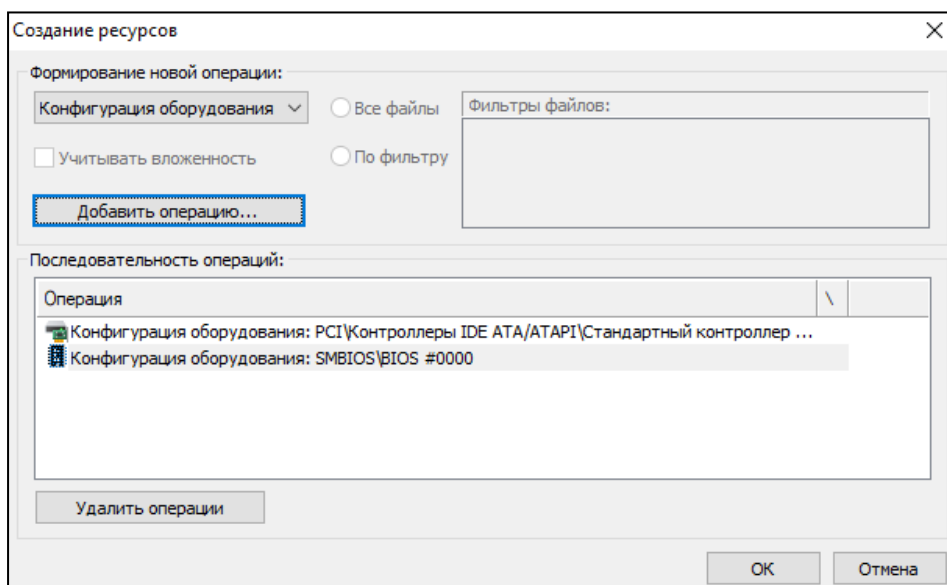 Создание ресурсов
Формирование новой операции:
Конфигурация оборудования
Все файлы
Фильтры файлов:
Учитывать вложенность
По фильтру
Добавить операцию...
Последовательность операций:
Операция \
Конфигурация оборудования: PCI\Контроллеры IDE ATA/ATAPI\Стандартный контроллер ...
Конфигурация оборудования: SMBIOS\BIOS #0000
Удалить операции
ОК Отмена